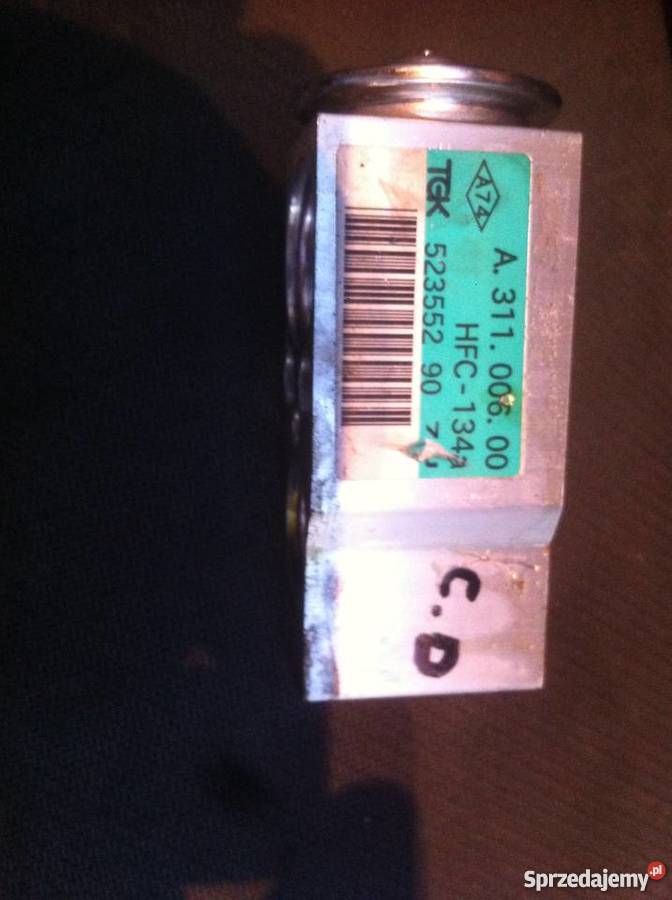 A74
A.311.006.00
HFC-134a
TGK 523552 90
C.D
Sprzedajemy.pl